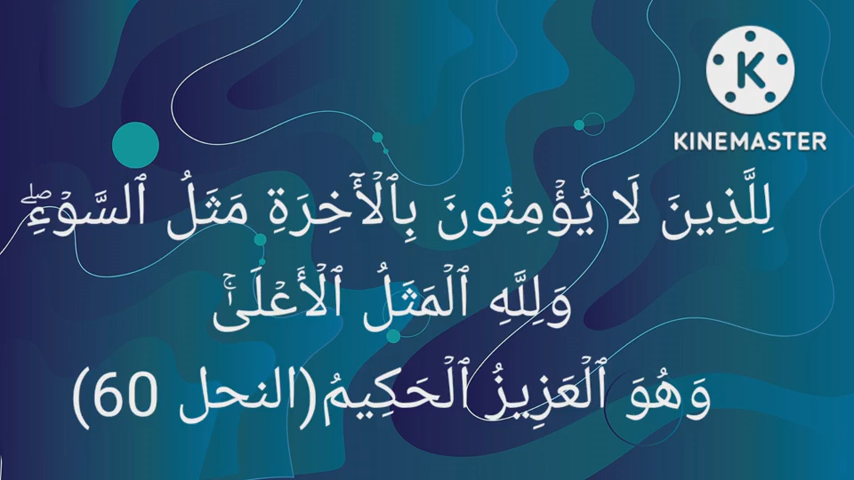 KINEMASTER
لِلَّذِينَ لَا يُؤۡمِنُونَ بِٱلۡأٓخِرَةِ مَثَلُ ٱلسَّوۡءِۖ
وَلِلَّهِ ٱلۡمَثَلُ ٱلۡأَعۡلَىٰۚ
وَهُوَ ٱلۡعَزِيزُ ٱلۡحَكِيمُ(النحل 60)